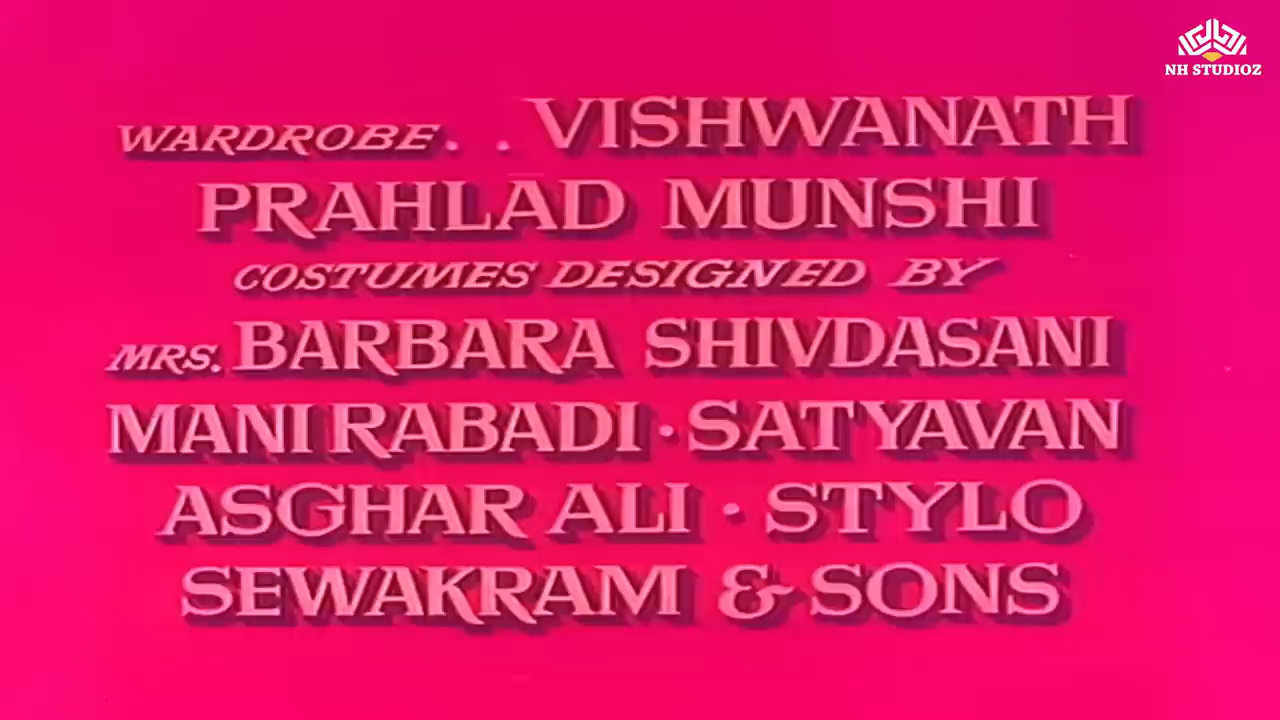 NH STUDIOZ
WARDROBE . . VISHWANATH
PRAHLAD MUNSHI
COSTUMES DESIGNED BY
MRS. BARBARA SHIVDASANI
MANI RABADI · SATYAVAN
ASGHAR ALI · STYLO
SEWAKRAM & SONS